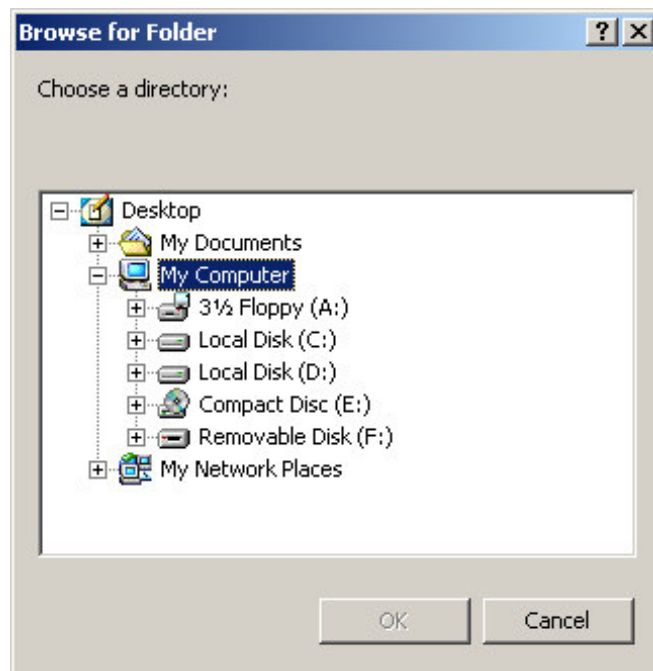 Browse for Folder
Choose a directory:
Desktop
My Documents
My Computer
3½ Floppy (A:)
Local Disk (C:)
Local Disk (D:)
Compact Disc (E:)
Removable Disk (F:)
My Network Places
OK Cancel